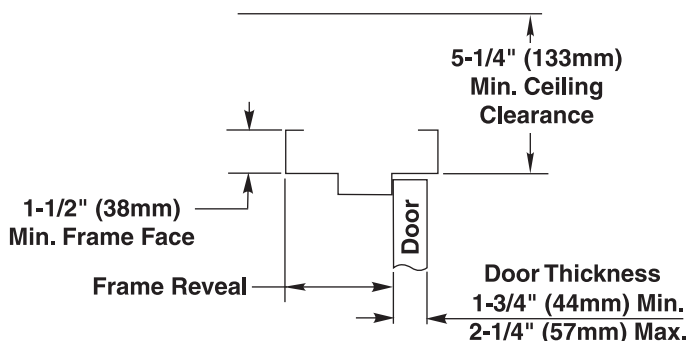 5-1/4" (133mm)
Min. Ceiling
Clearance
1-1/2" (38mm)
Min. Frame Face
Door
Frame Reveal
Door Thickness
1-3/4" (44mm) Min.
2-1/4" (57mm) Max.